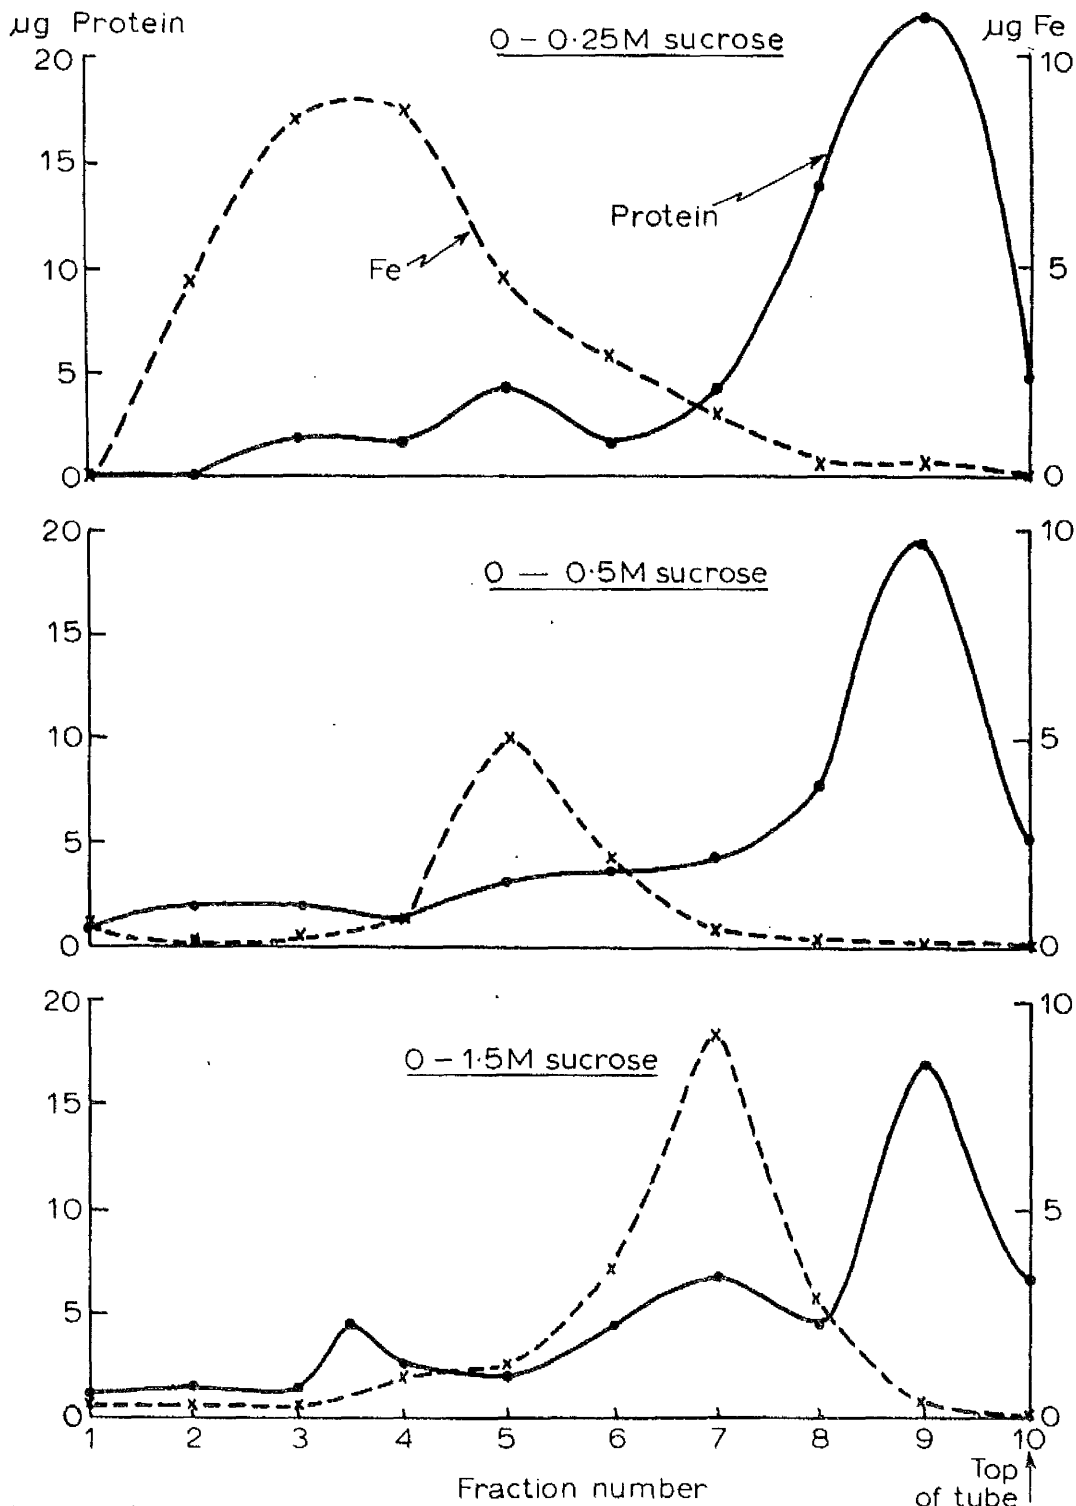 µg Protein
µg Fe
0 – 0·25M sucrose
20
15
10
5
0
10
5
0
Protein
Fe
0 — 0·5M sucrose
20
15
10
5
0
10
5
0
0 – 1·5M sucrose
20
15
10
5
0
10
5
0
1 2 3 4 5 6 7 8 9 10
Fraction number
Top
of tube